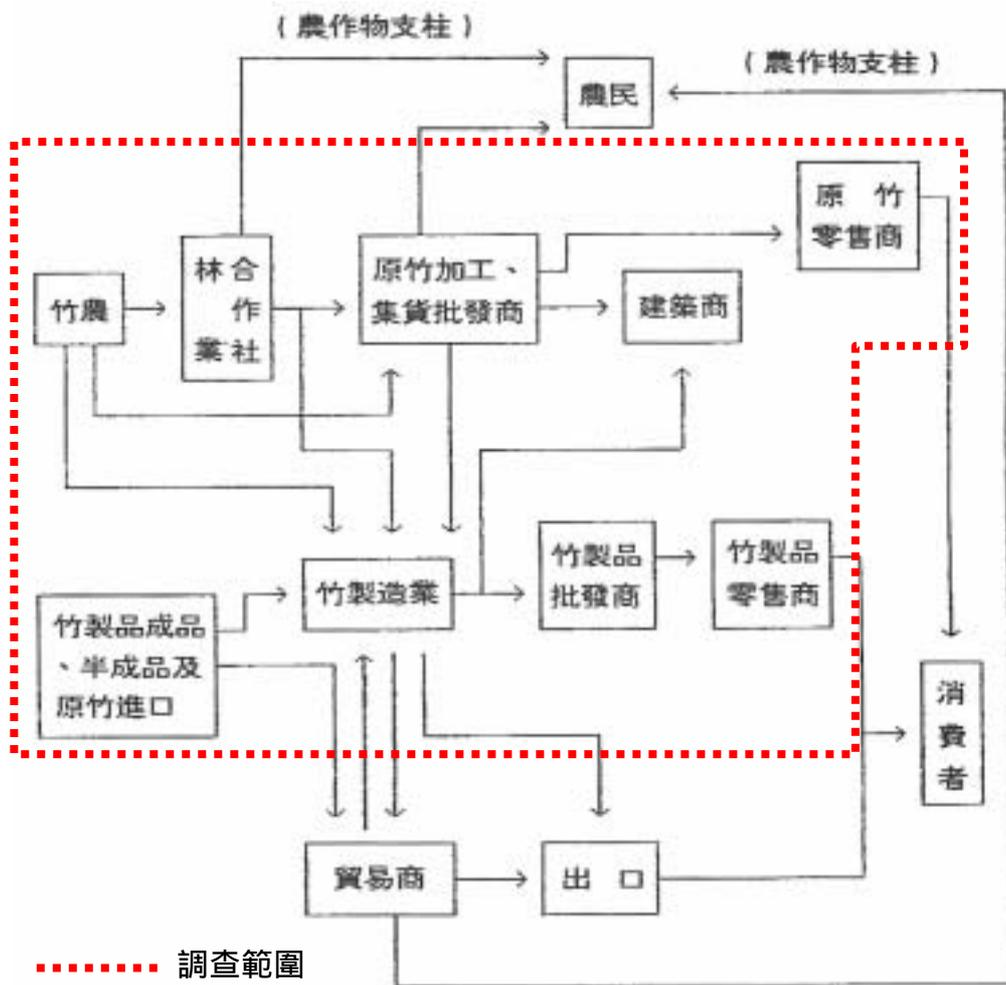 (農作物支柱)
(農作物支柱)
農民
原竹
零售商
竹農
林業
合作社
原竹加工、
集貨批發商
建築商
竹製造業
竹製品
批發商
竹製品
零售商
竹製品成品
、半成品及
原竹進口
消費者
貿易商
出口
調查範圍